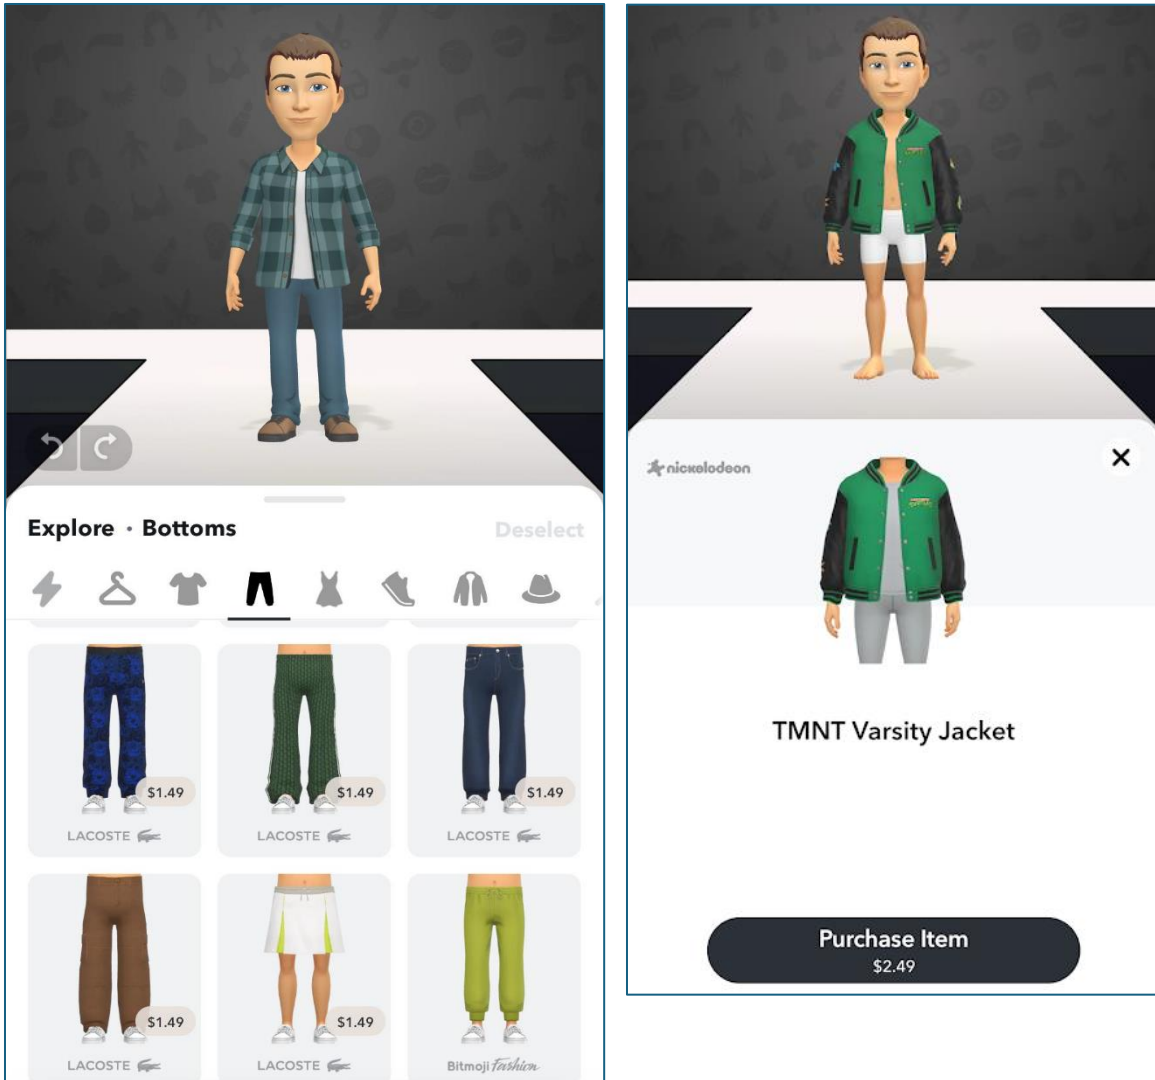 Explore · Bottoms
Deselect
$1.49
$1.49
$1.49
LACOSTE
LACOSTE
LACOSTE
$1.49
$1.49
LACOSTE
LACOSTE
Bitmoji Fashion
nickelodeon
TMNT Varsity Jacket
Purchase Item
$2.49